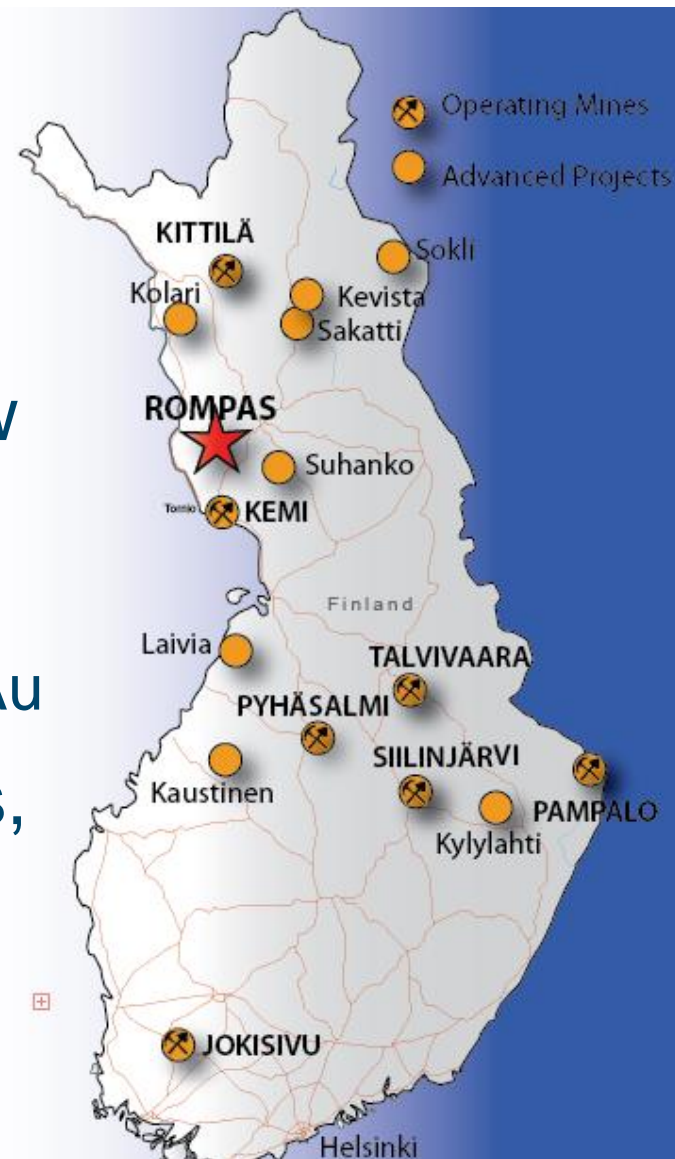 Operating Mines
Advanced Projects
Sokli
KITTILÄ
Kolari
Kevista
Sakatti
w
ROMPAS
Suhanko
Tornio
KEMI
Finland
Laivia
TALVIVAARA
Au
PYHÄSALMI
SIILINJÄRVI
Kaustinen
s,
PAMPALO
Kylylahti
JOKISIVU
Helsinki